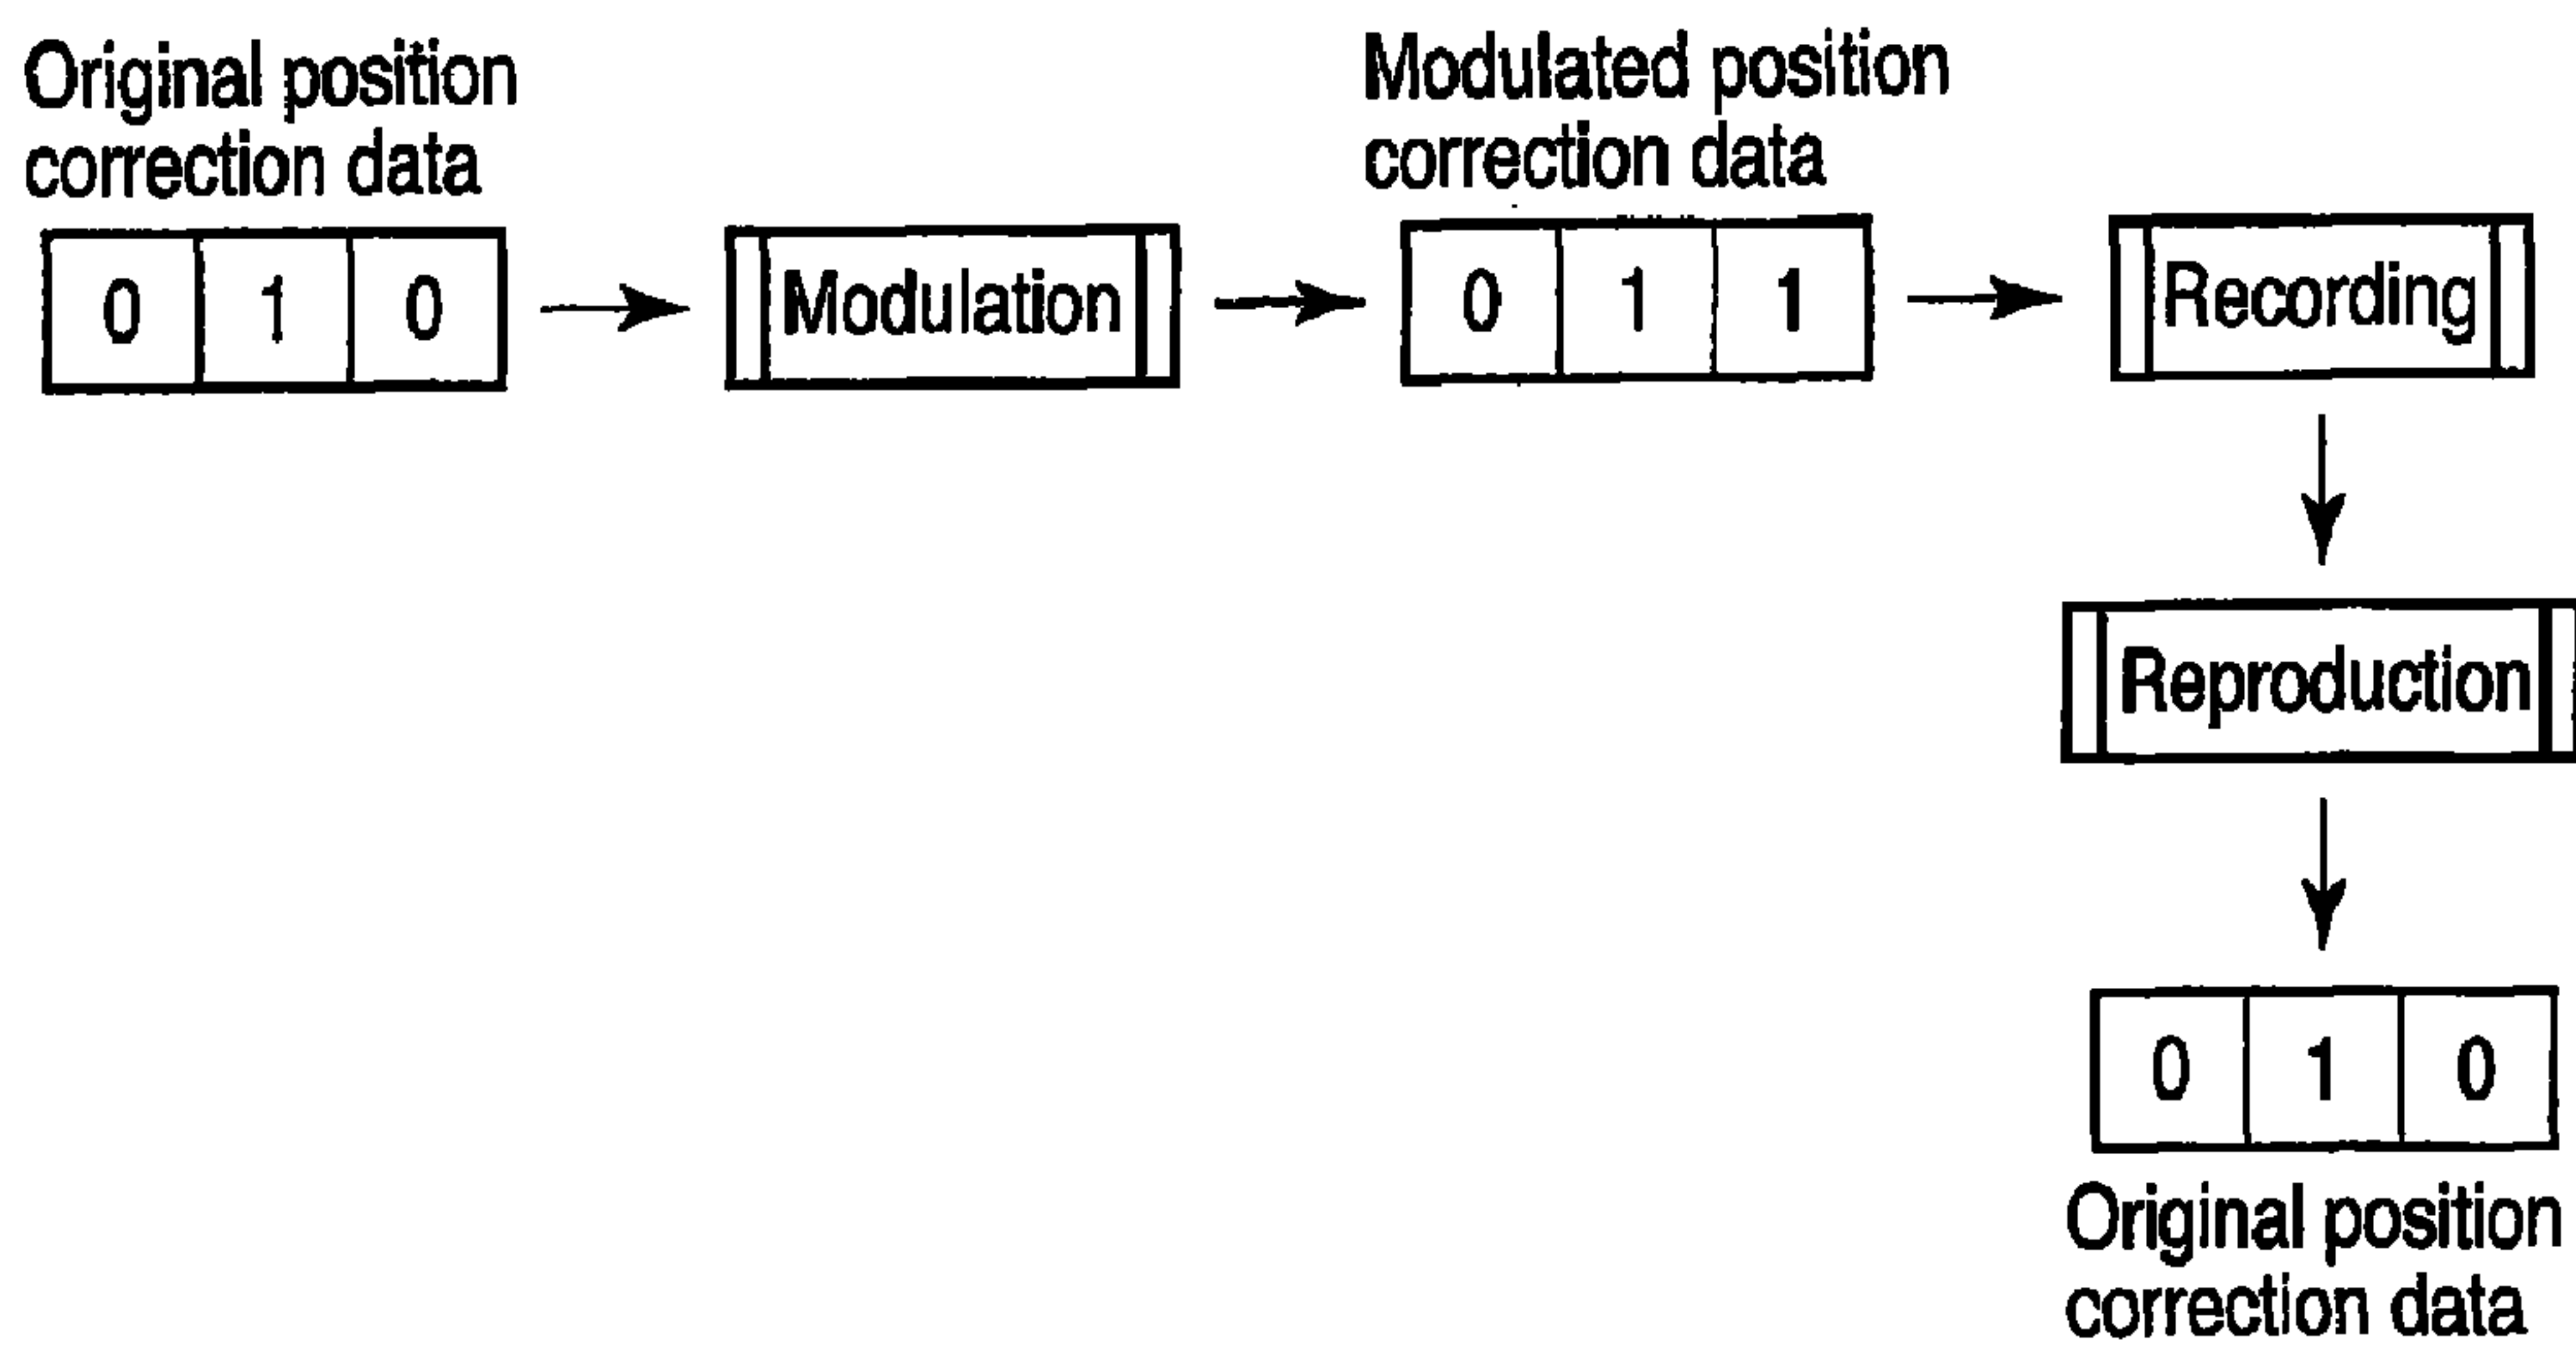 Original position
correction data
0 1 0
Modulation
Modulated position
correction data
0 1 1
Recording
Reproduction
0 1 0
Original position
correction data